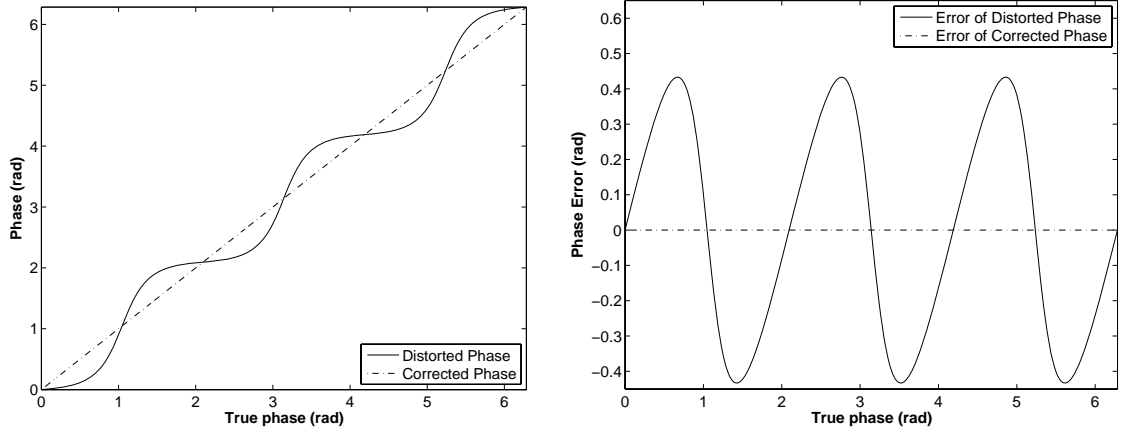 6
5
4
3
2
1
0
Phase (rad)
0 1 2 3 4 5 6
True phase (rad)
Distorted Phase
Corrected Phase
0.6
0.5
0.4
0.3
0.2
0.1
0
−0.1
−0.2
−0.3
−0.4
Phase Error (rad)
0 1 2 3 4 5 6
True phase (rad)
Error of Distorted Phase
Error of Corrected Phase